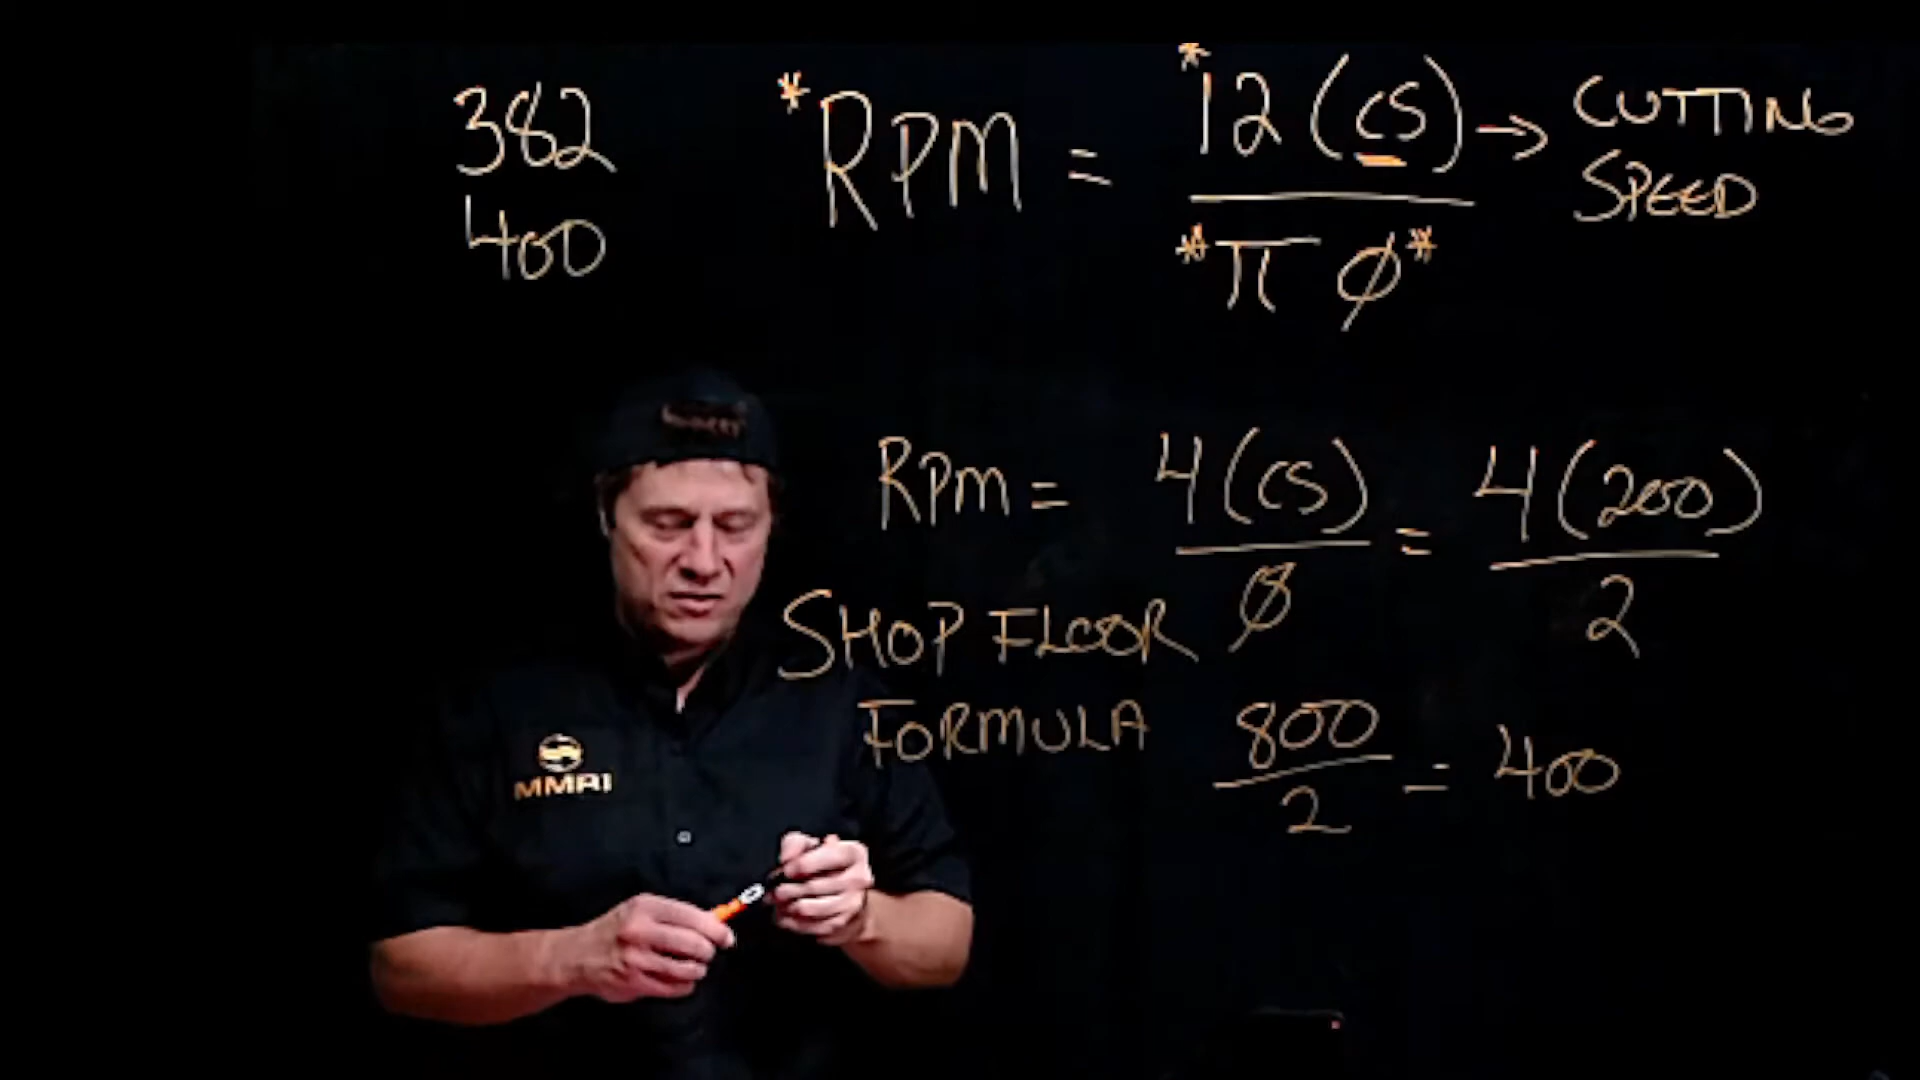 382
400
*RPM = *12 (CS) → CUTTING SPEED
*π ø*
RPM = 4(CS) = 4(200)
ø 2
SHOP FLOOR
FORMULA
800 = 400
2
MMRI